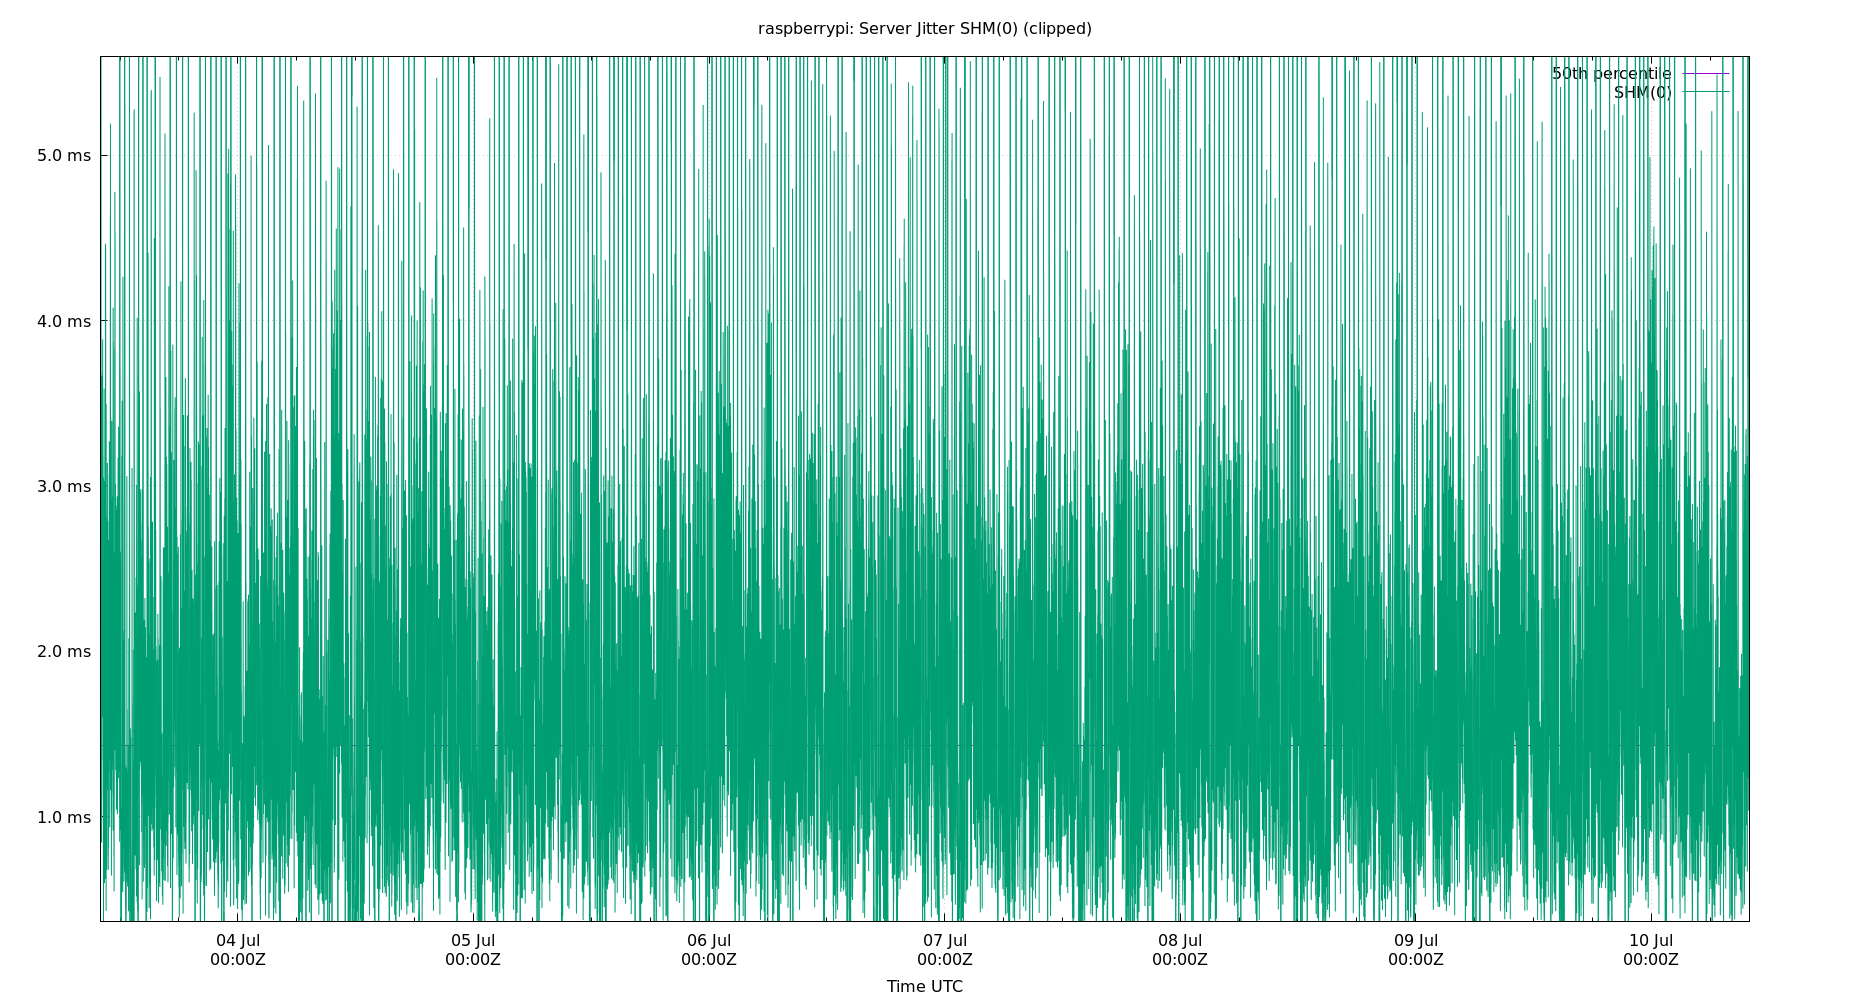 raspberrypi: Server Jitter SHM(0) (clipped)
50th percentile
SHM(0)
5.0 ms
4.0 ms
3.0 ms
2.0 ms
1.0 ms
04 Jul 05 Jul 06 Jul 07 Jul 08 Jul 09 Jul 10 Jul
00:00Z 00:00Z 00:00Z 00:00Z 00:00Z 00:00Z 00:00Z
Time UTC